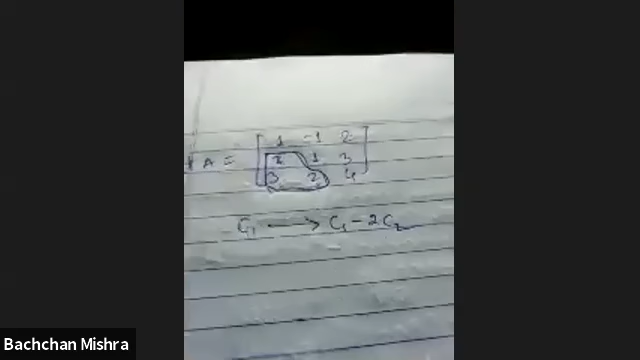 1 -1 2
A = 2 1 3
3 2 4
C₁ → C₁ - 2C₂
Bachchan Mishra